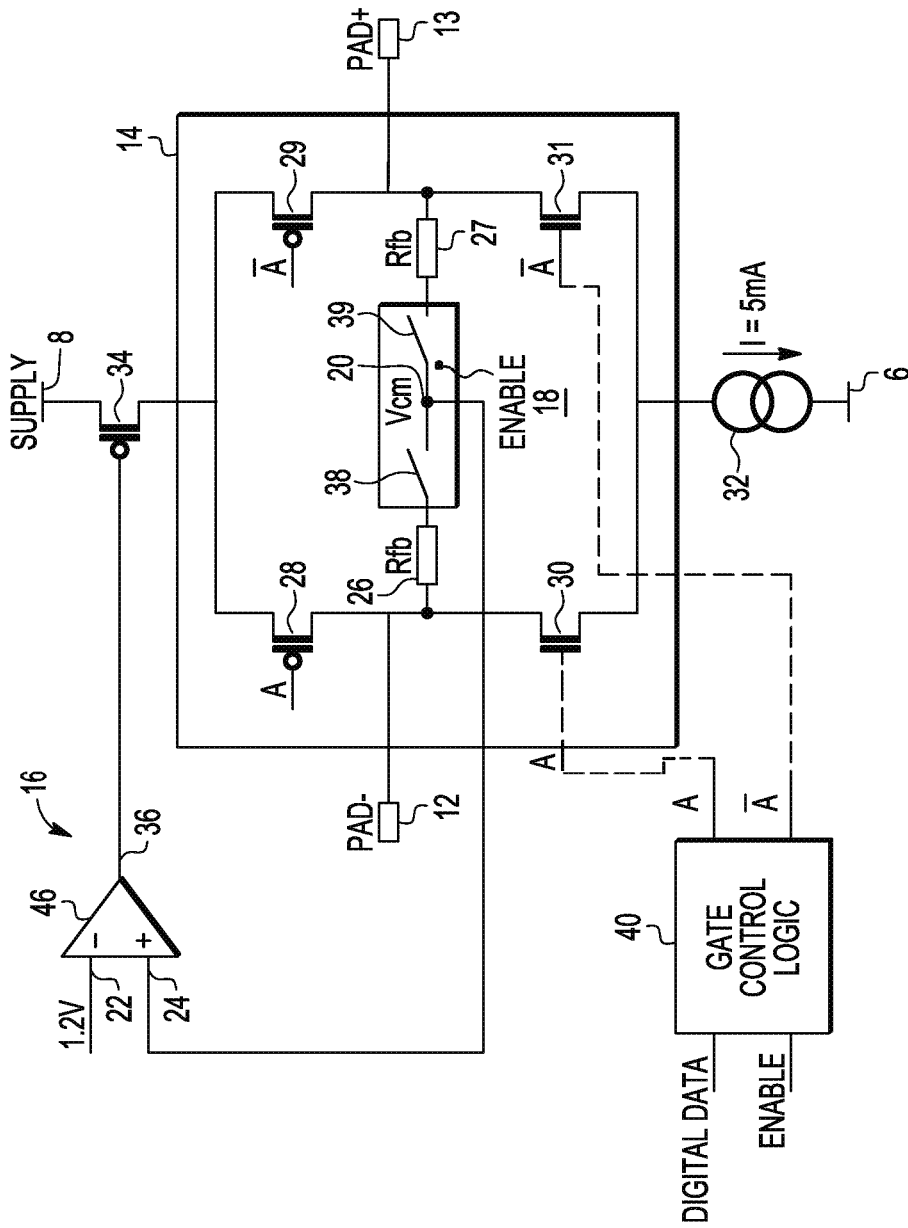 16
1.2V
22
24
46
−
+
36
SUPPLY
8
34
14
A
28
A̅
29
PAD-
12
PAD+
13
Rfb
26
38
Vcm
20
39
Rfb
27
ENABLE
18
A
30
A̅
31
I = 5mA
32
6
DIGITAL DATA
ENABLE
40
GATE
CONTROL
LOGIC
A
A̅